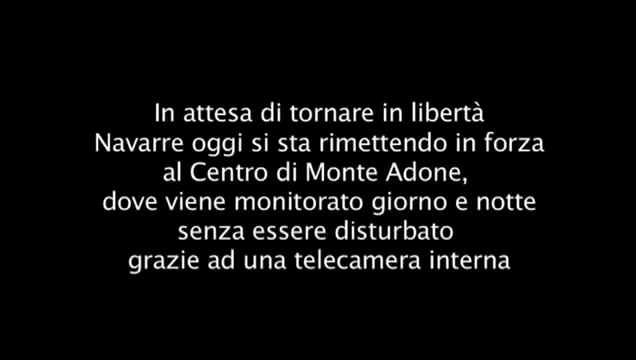 In attesa di tornare in libertà
Navarre oggi si sta rimettendo in forza
al Centro di Monte Adone,
dove viene monitorato giorno e notte
senza essere disturbato
grazie ad una telecamera interna